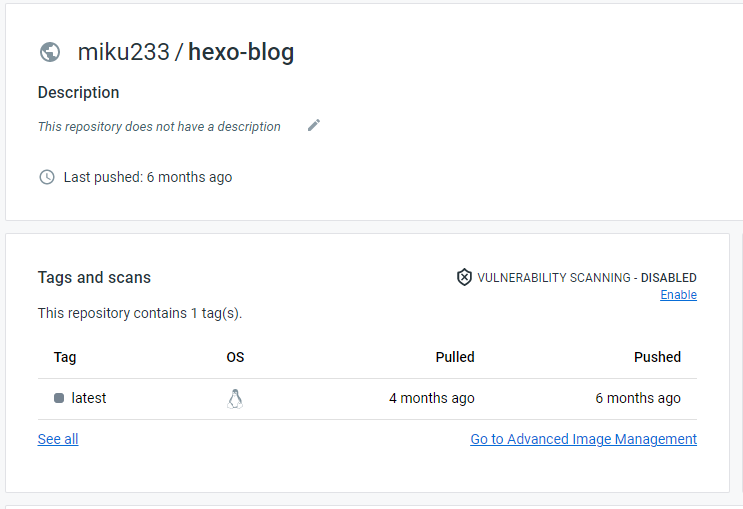 miku233 / hexo-blog
Description
This repository does not have a description
Last pushed: 6 months ago
Tags and scans
VULNERABILITY SCANNING - DISABLED
Enable
This repository contains 1 tag(s).
Tag OS Pulled Pushed
latest 4 months ago 6 months ago
See all Go to Advanced Image Management